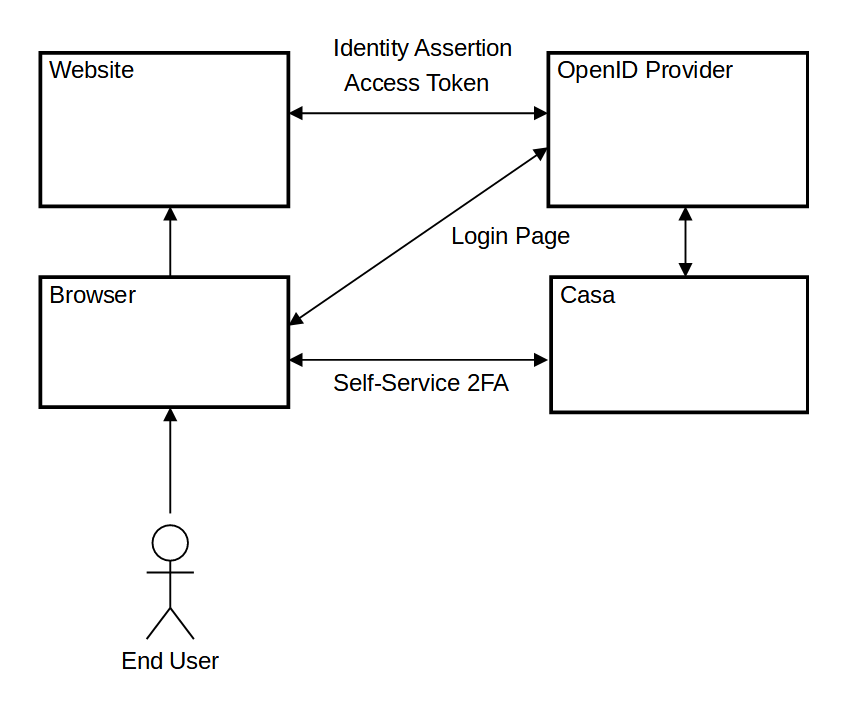 Identity Assertion
Access Token
Website
OpenID Provider
Login Page
Browser
Casa
Self-Service 2FA
End User